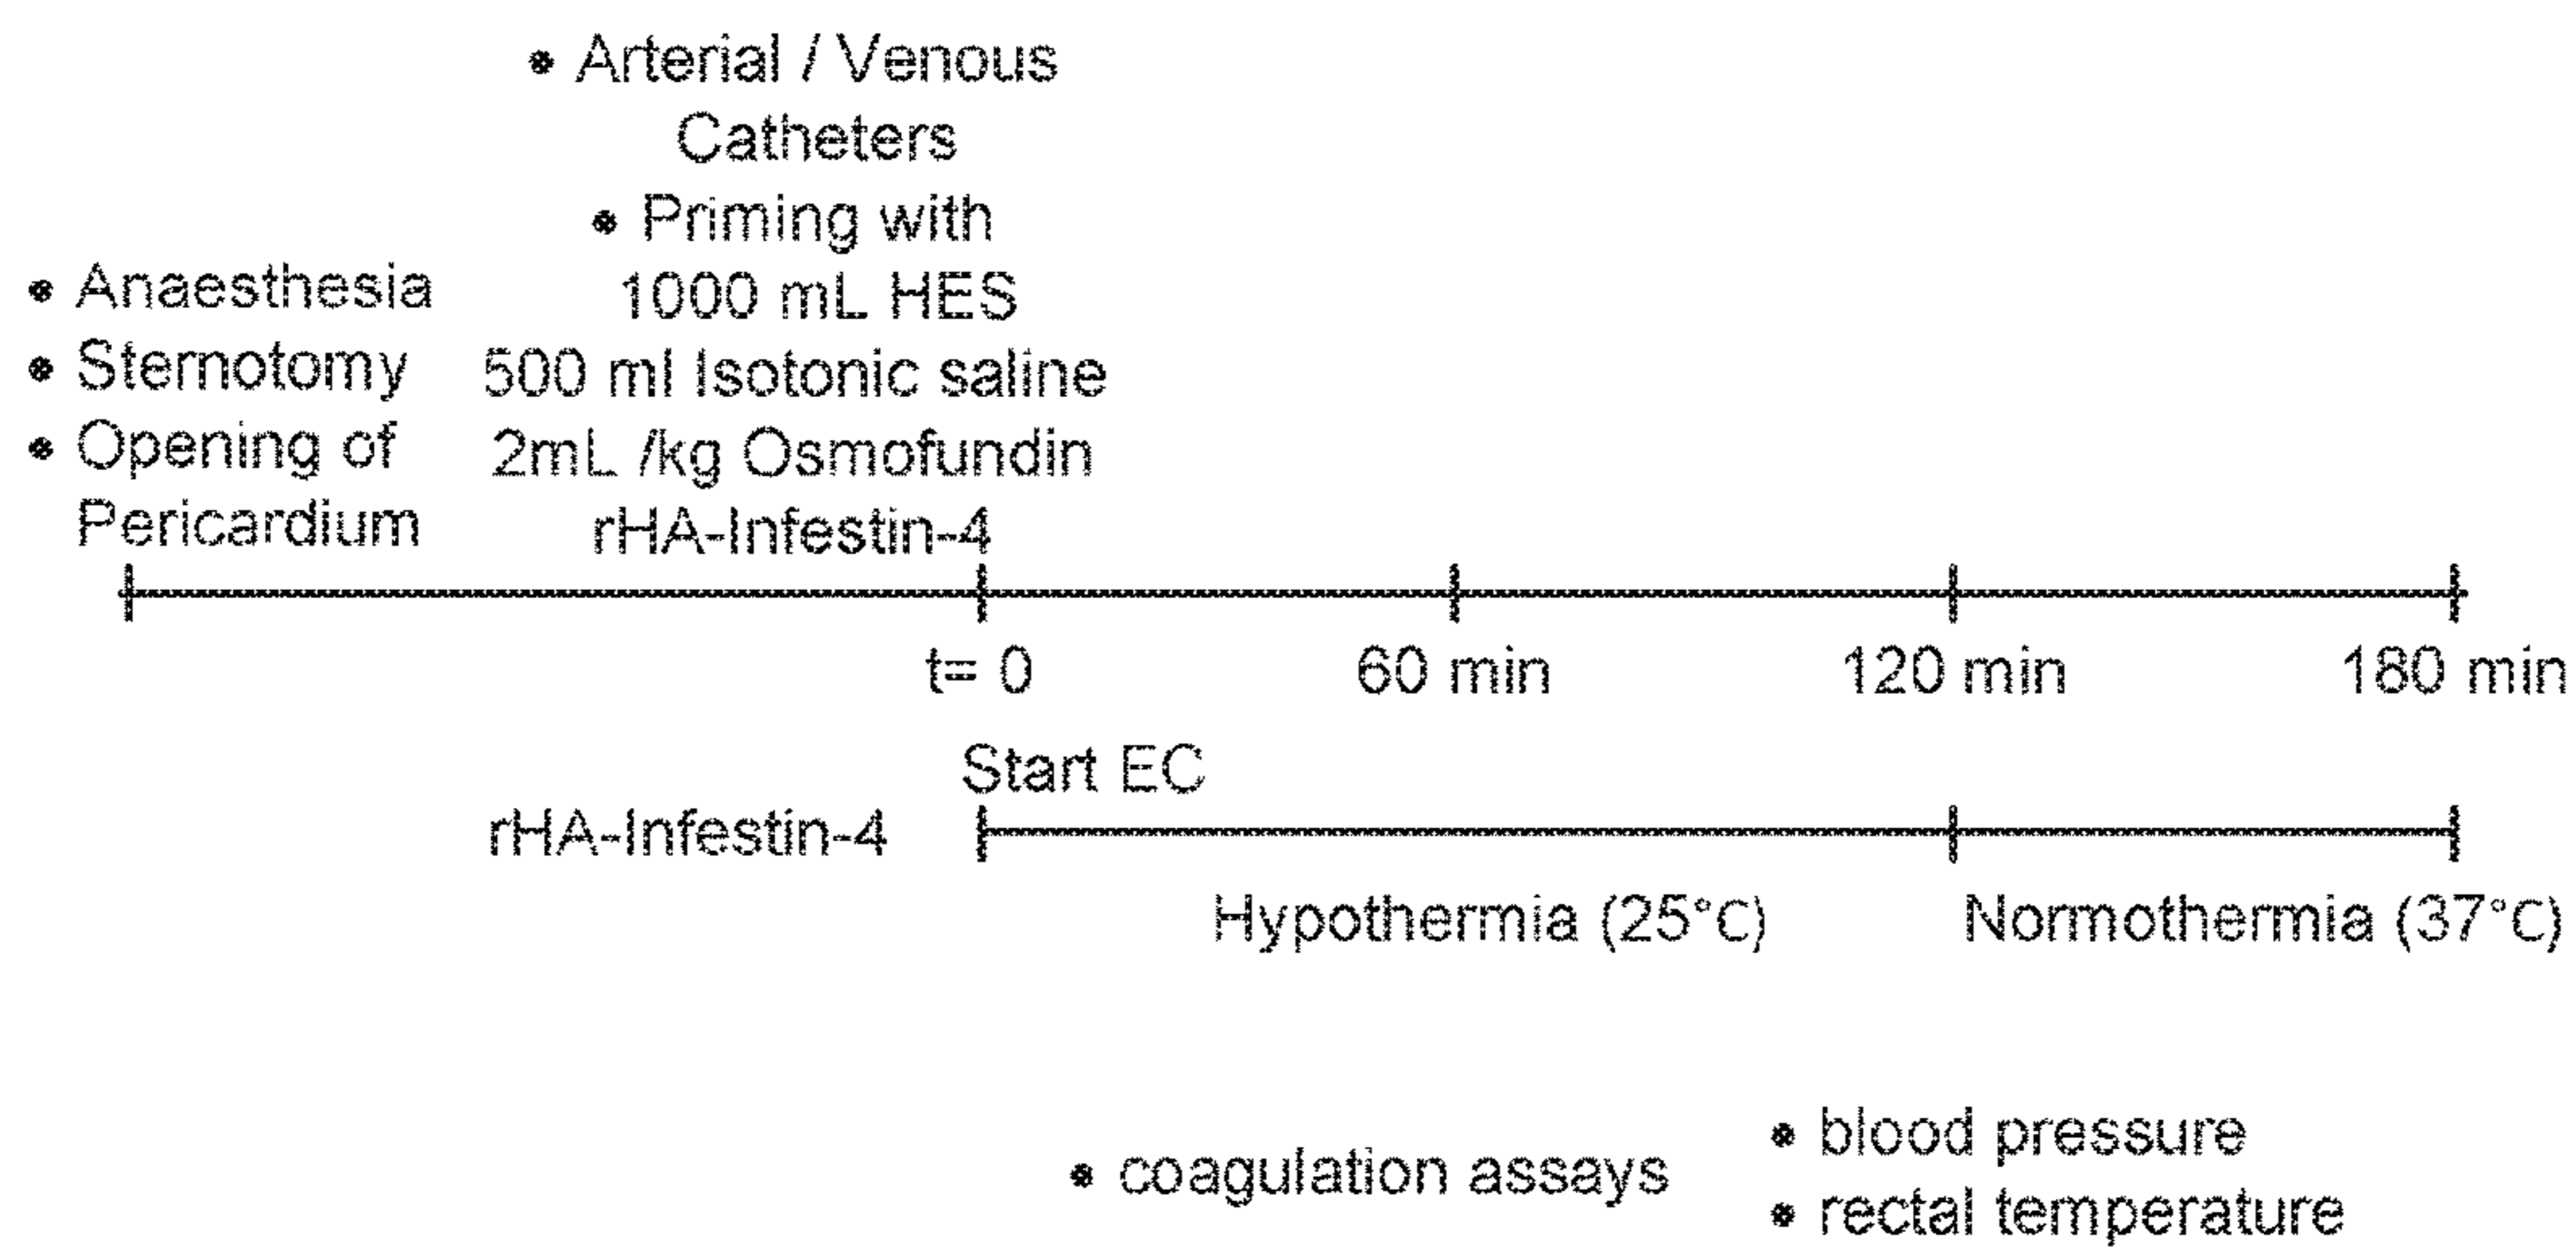 • Arterial / Venous
Catheters
• Priming with
1000 mL HES
500 ml Isotonic saline
2mL /kg Osmofundin
rHA-Infestin-4
• Anaesthesia
• Sternotomy
• Opening of
Pericardium
t= 0
60 min
120 min
180 min
Start EC
rHA-Infestin-4
Hypothermia (25°C)
Normothermia (37°C)
• coagulation assays
• blood pressure
• rectal temperature